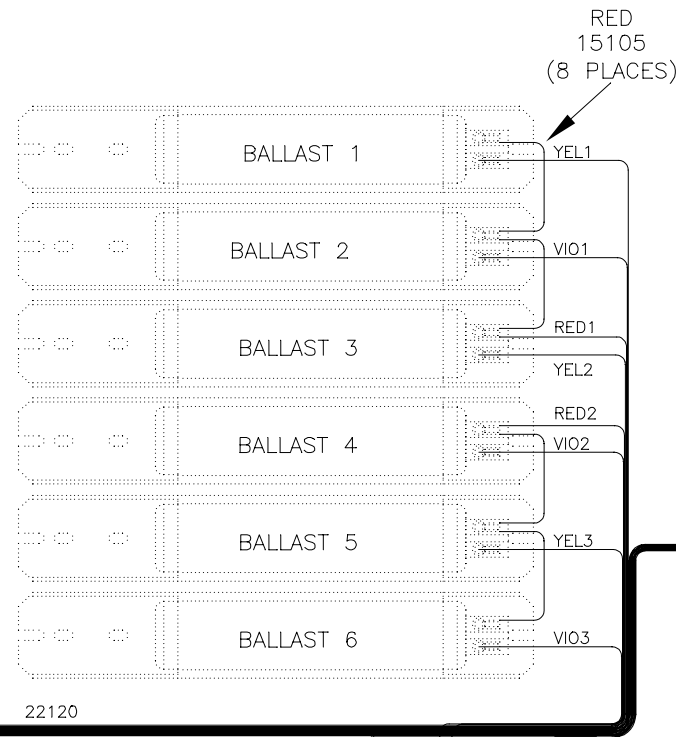 RED
15105
(8 PLACES)
BALLAST 1
YEL1
BALLAST 2
VIO1
RED1
BALLAST 3
YEL2
RED2
BALLAST 4
VIO2
BALLAST 5
YEL3
BALLAST 6
VIO3
22120